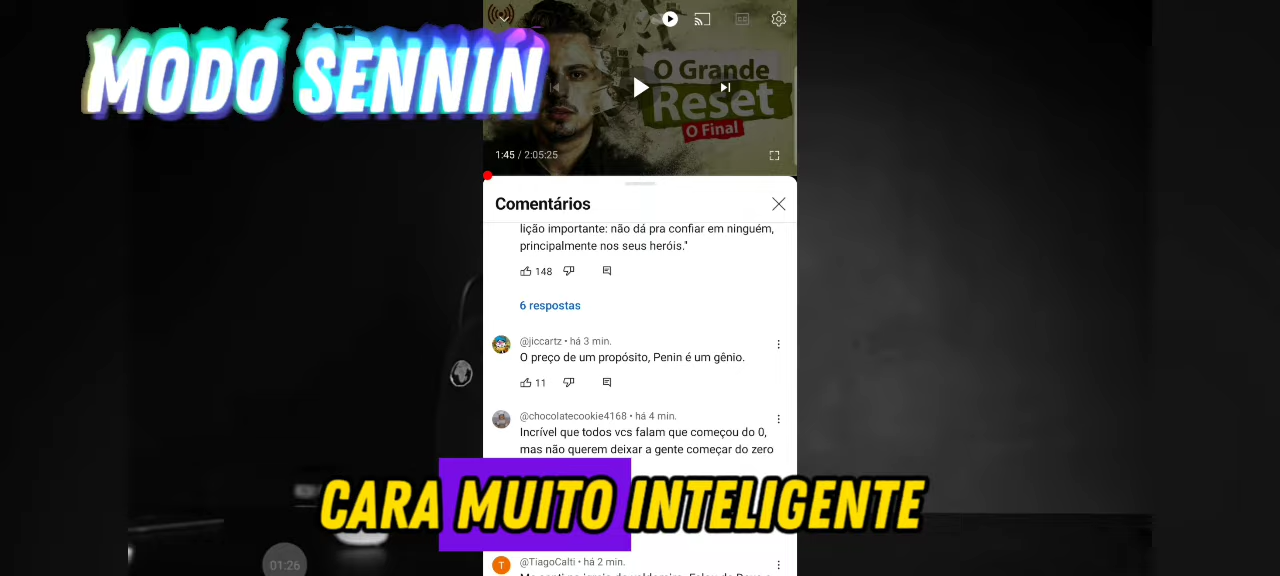 MODO SENNIN
O Grande
Reset
O Final
1:45 / 2:05:25
Comentários
lição importante: não dá pra confiar em ninguém,
principalmente nos seus heróis."
148
6 respostas
@jiccartz • há 3 min.
O preço de um propósito, Penin é um gênio.
11
@chocolatecookie4168 • há 4 min.
Incrível que todos vcs falam que começou do 0,
mas não querem deixar a gente começar do zero
CARA MUITO INTELIGENTE
01:26
T
@TiagoCalti • há 2 min.